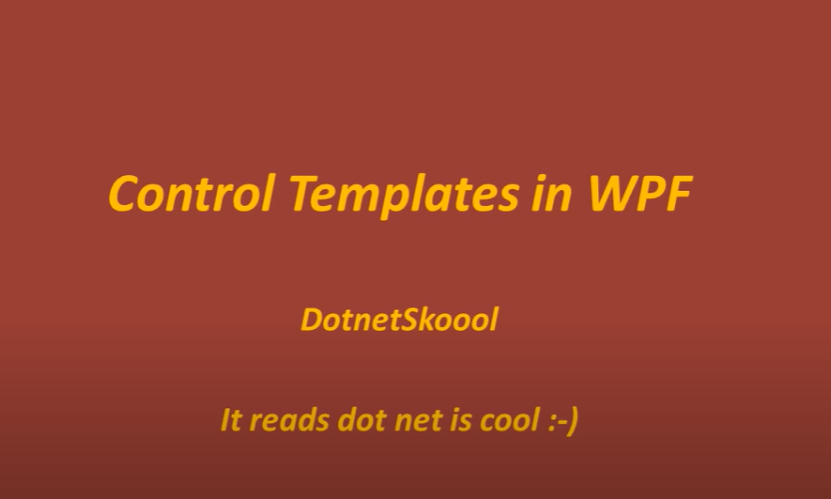 Control Templates in WPF
DotnetSkoool
It reads dot net is cool :-)